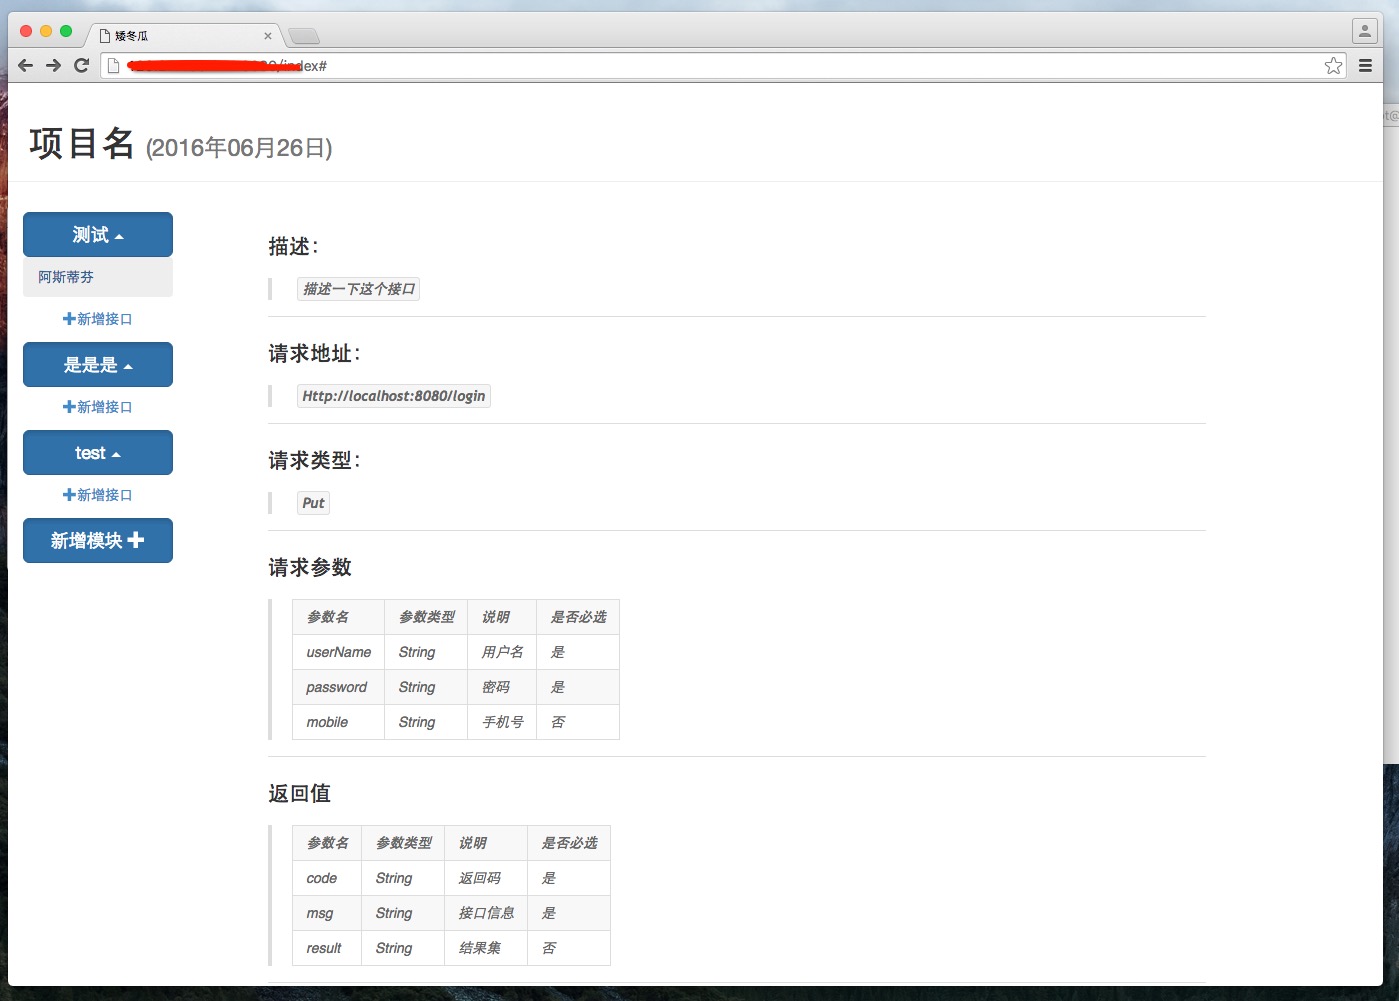 矮冬瓜
/index#
项目名 (2016年06月26日)
测试
阿斯蒂芬
新增接口
是是是
新增接口
test
新增接口
新增模块
描述：
描述一下这个接口
请求地址：
Http://localhost:8080/login
请求类型：
Put
请求参数
参数名 参数类型 说明 是否必选
userName String 用户名 是
password String 密码 是
mobile String 手机号 否
返回值
参数名 参数类型 说明 是否必选
code String 返回码 是
msg String 接口信息 是
result String 结果集 否